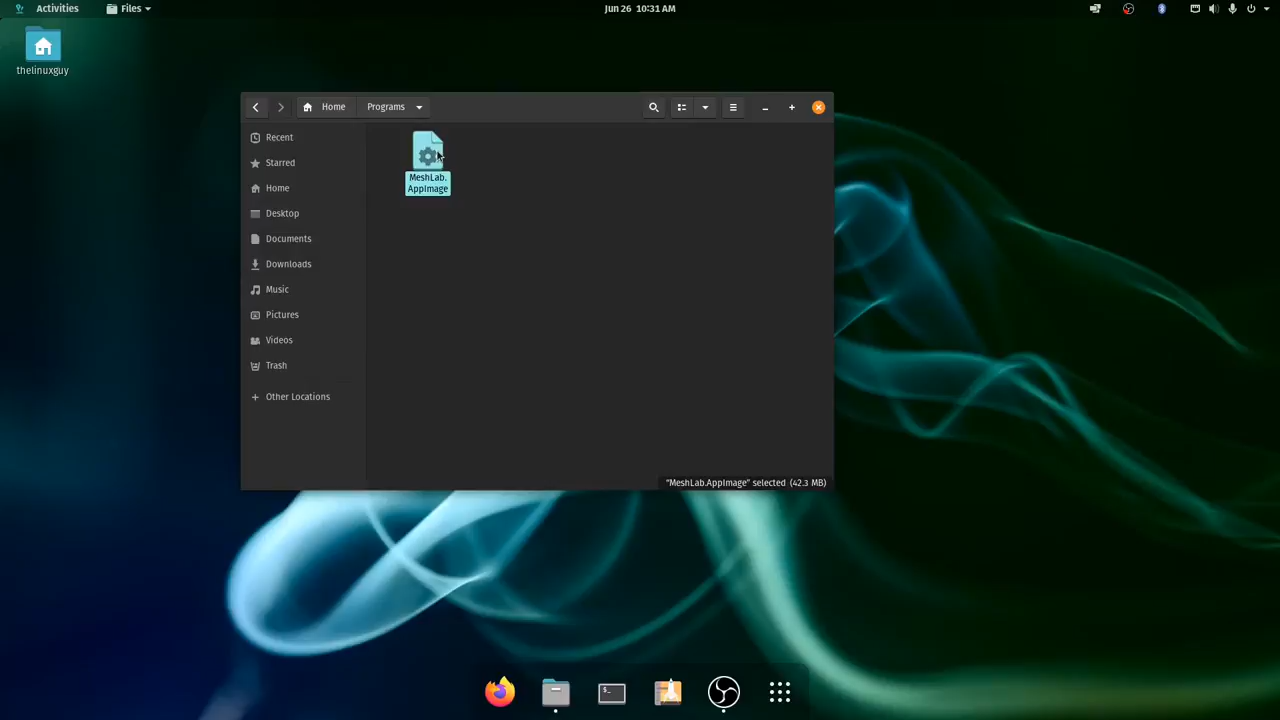 Activities
Files
Jun 26 10:31 AM
thelinuxguy
Home
Programs
Recent
Starred
Home
Desktop
Documents
Downloads
Music
Pictures
Videos
Trash
Other Locations
MeshLab.
AppImage
"MeshLab.AppImage" selected (42.3 MB)
$_